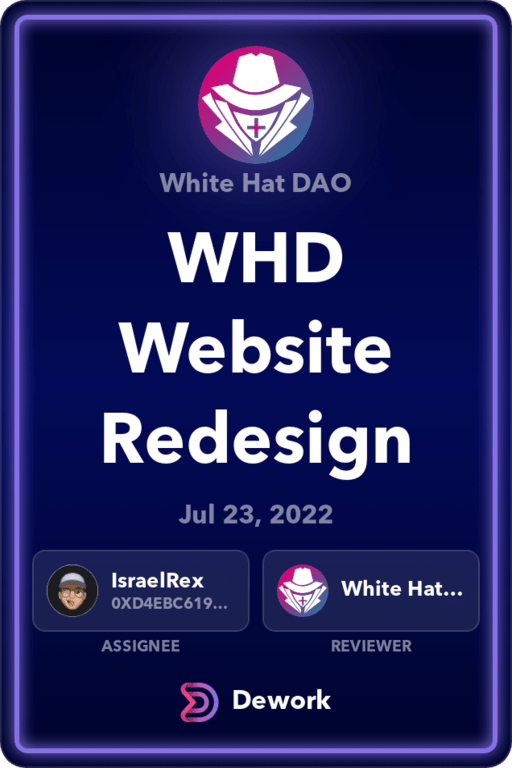 White Hat DAO
WHD
Website
Redesign
Jul 23, 2022
IsraelRex
0XD4EBC619...
White Hat...
ASSIGNEE
REVIEWER
Dework